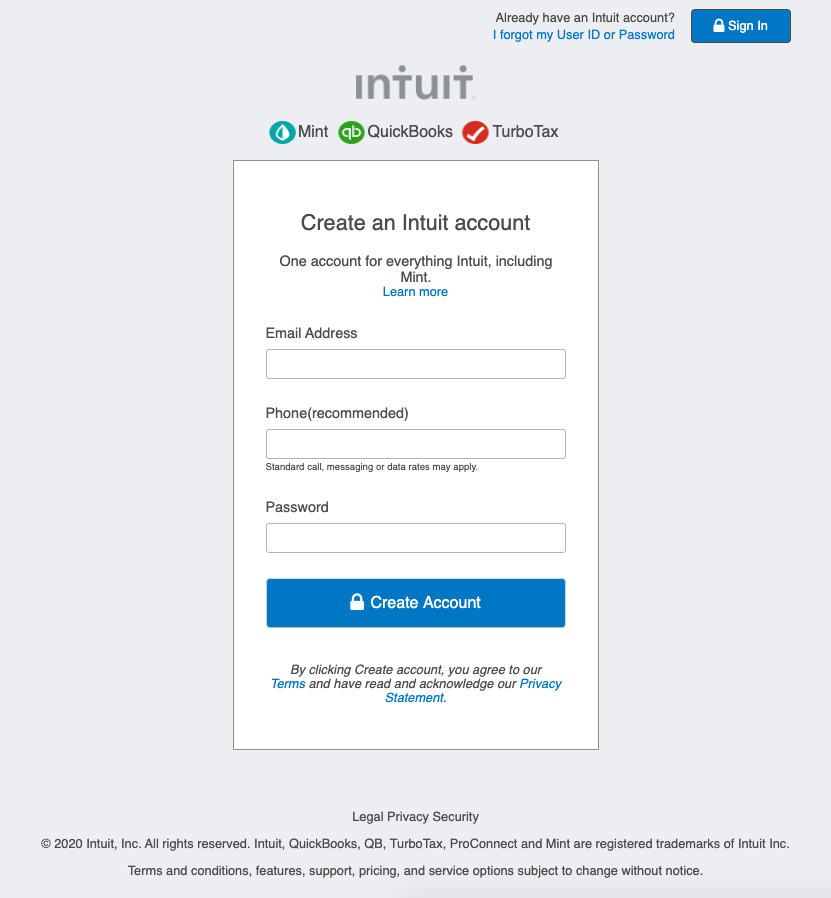 Already have an Intuit account?
I forgot my User ID or Password
Sign In
intuit
Mint QuickBooks TurboTax
Create an Intuit account
One account for everything Intuit, including
Mint.
Learn more
Email Address
Phone(recommended)
Standard call, messaging or data rates may apply.
Password
Create Account
By clicking Create account, you agree to our
Terms and have read and acknowledge our Privacy
Statement.
Legal Privacy Security
© 2020 Intuit, Inc. All rights reserved. Intuit, QuickBooks, QB, TurboTax, ProConnect and Mint are registered trademarks of Intuit Inc.
Terms and conditions, features, support, pricing, and service options subject to change without notice.